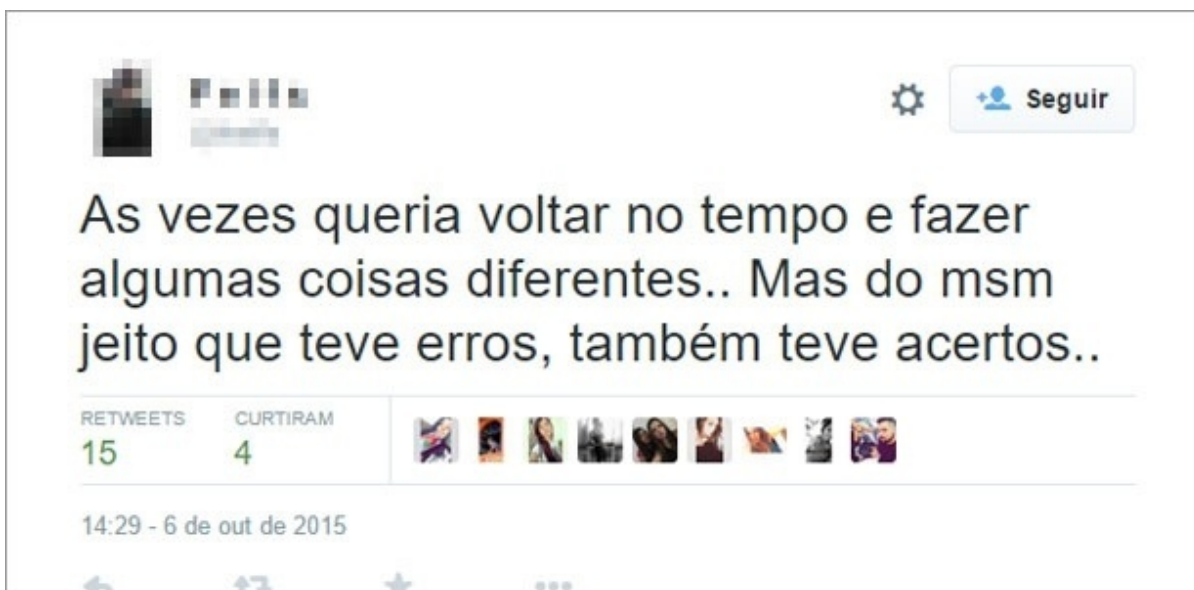 Seguir
As vezes queria voltar no tempo e fazer
algumas coisas diferentes.. Mas do msm
jeito que teve erros, também teve acertos..
RETWEETS CURTIRAM
15 4
14:29 - 6 de out de 2015